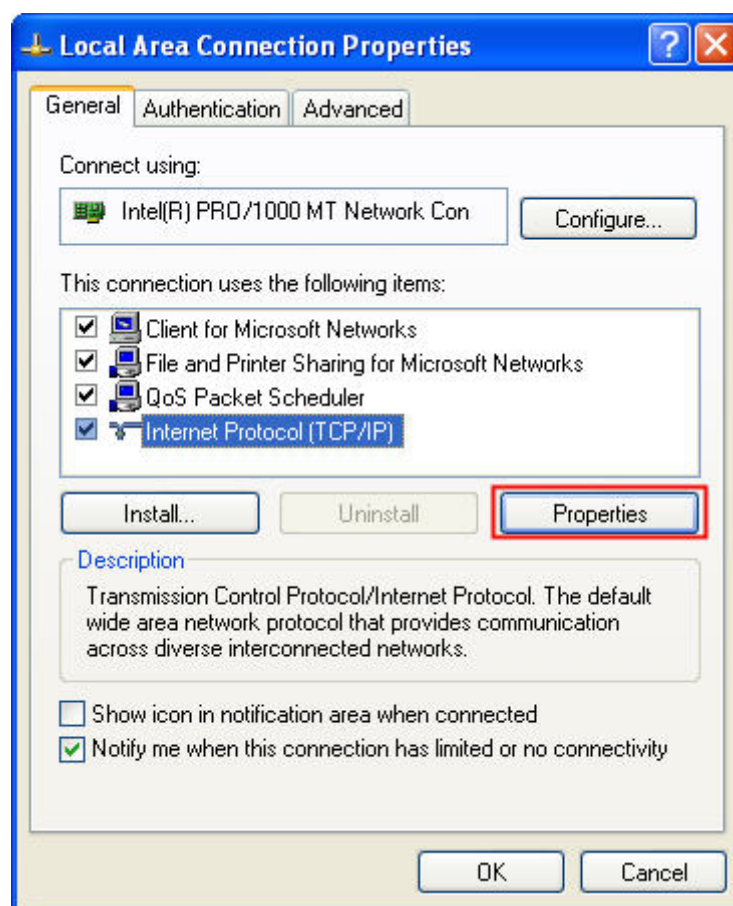 Local Area Connection Properties
General Authentication Advanced
Connect using:
Intel(R) PRO/1000 MT Network Con
Configure...
This connection uses the following items:
Client for Microsoft Networks
File and Printer Sharing for Microsoft Networks
QoS Packet Scheduler
Internet Protocol (TCP/IP)
Install... Uninstall Properties
Description
Transmission Control Protocol/Internet Protocol. The default
wide area network protocol that provides communication
across diverse interconnected networks.
Show icon in notification area when connected
Notify me when this connection has limited or no connectivity
OK Cancel